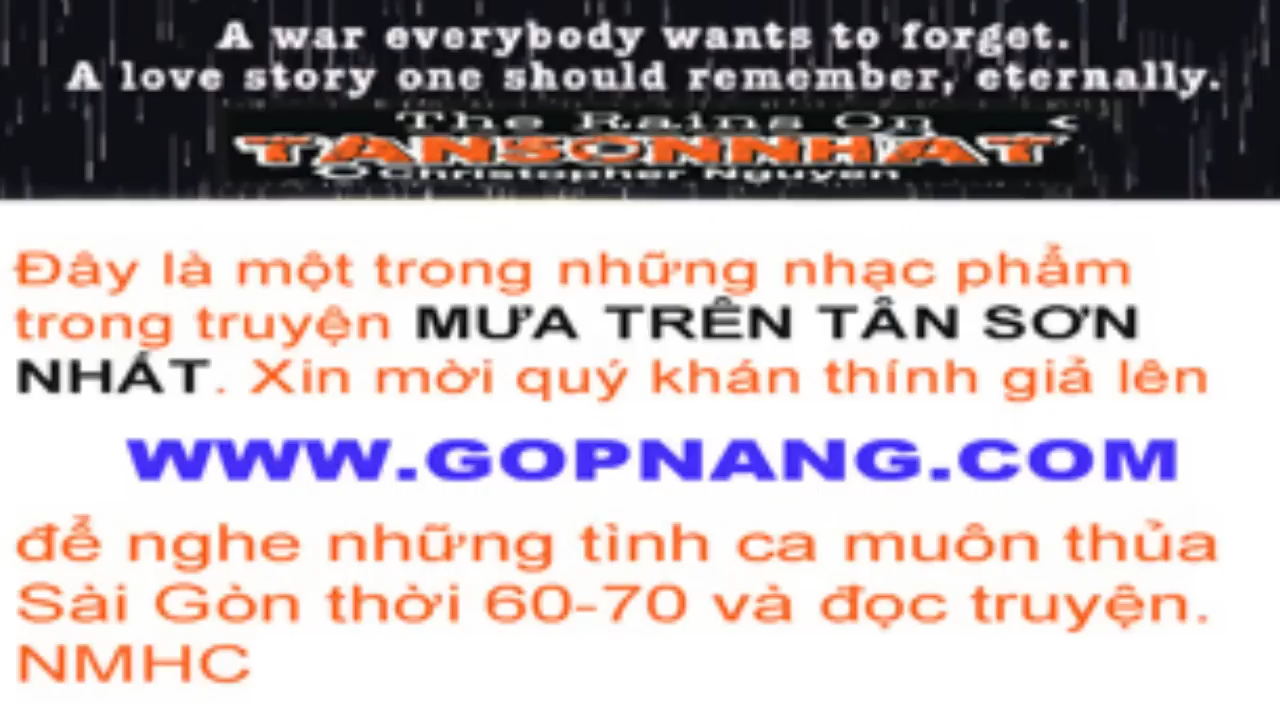 A war everybody wants to forget.
A love story one should remember, eternally.
The Rains On
TANSONNHAT
© Christopher Nguyen
Đây là một trong những nhạc phẩm
trong truyện MƯA TRÊN TÂN SƠN
NHÁT. Xin mời quý khán thính giả lên
WWW.GOPNANG.COM
để nghe những tình ca muôn thủa
Sài Gòn thời 60-70 và đọc truyện.
NMHC